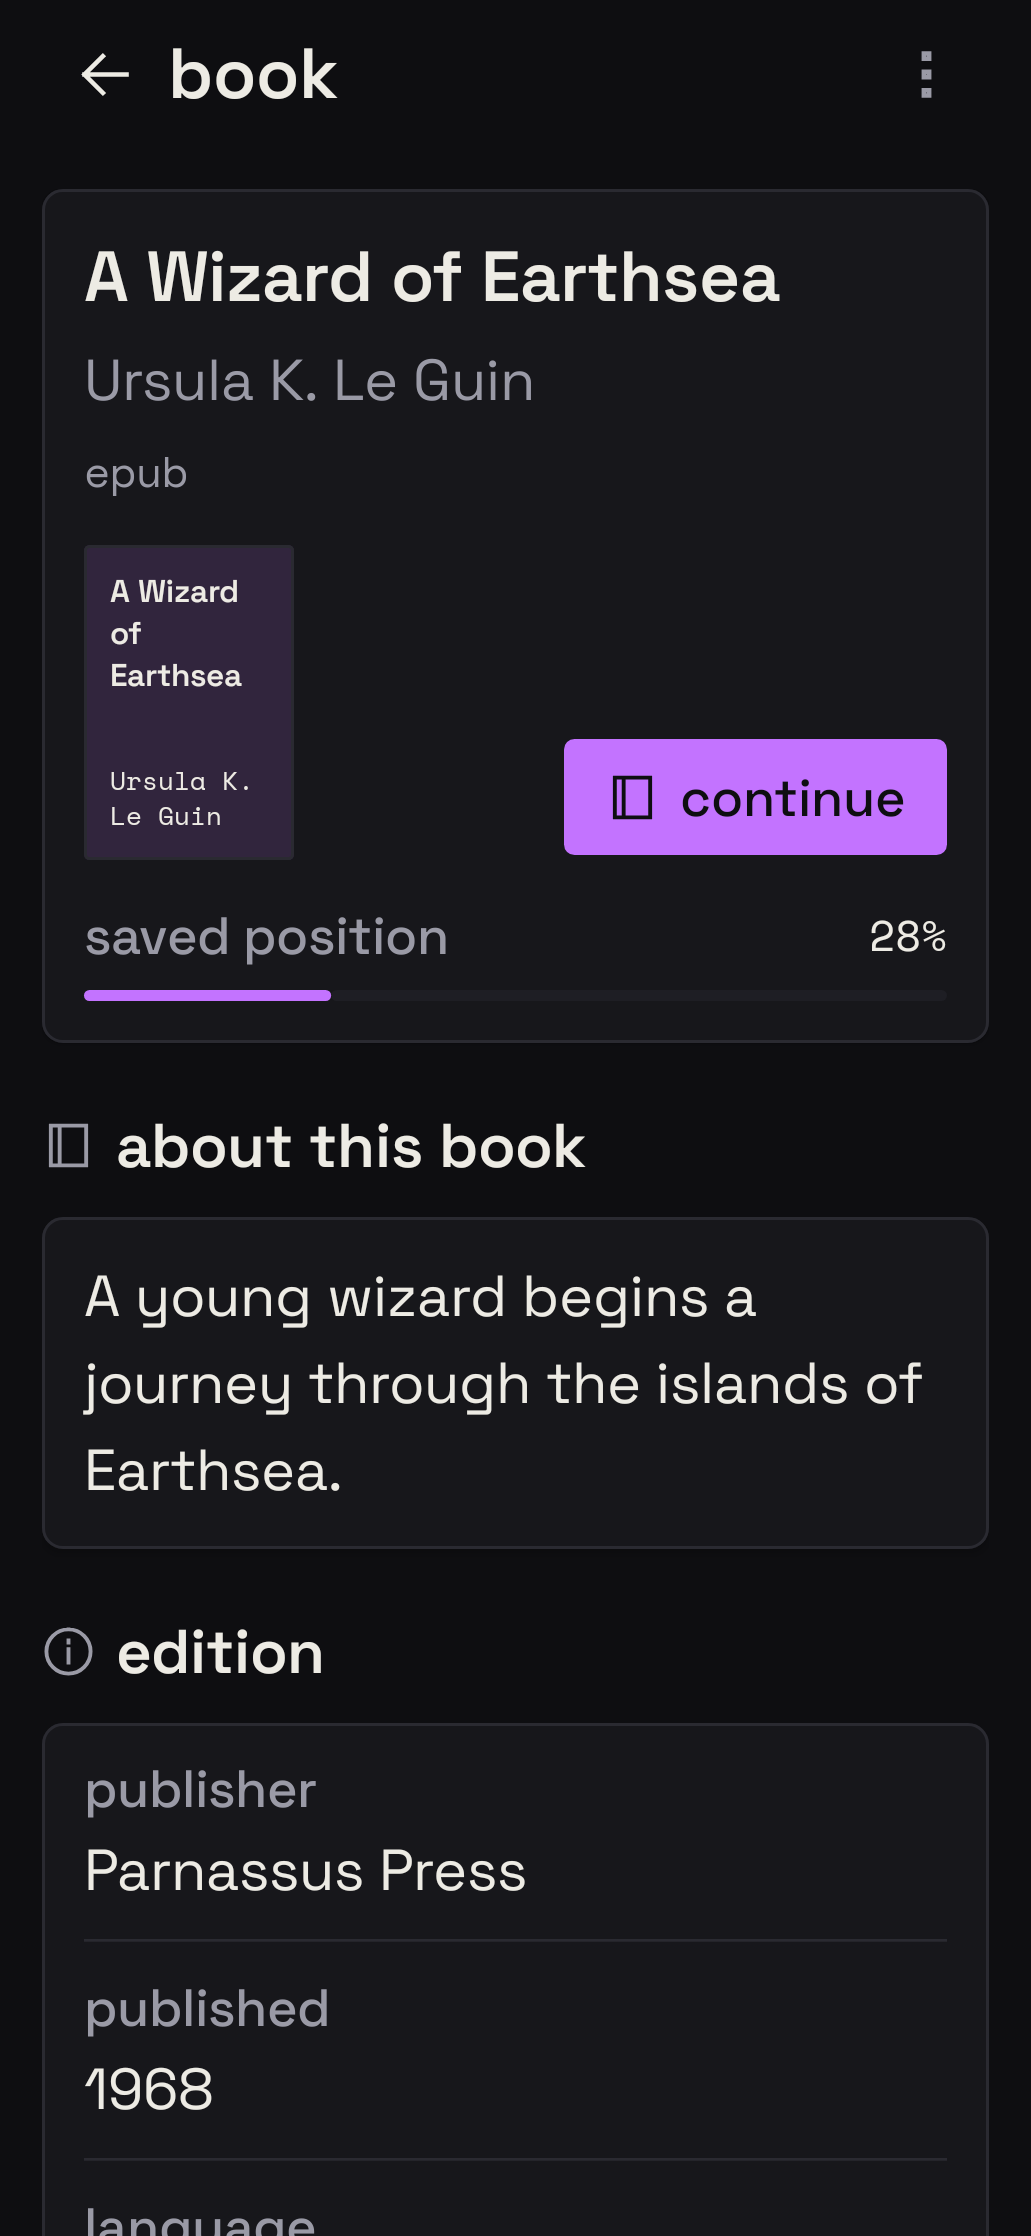 book
A Wizard of Earthsea
Ursula K. Le Guin
epub
A Wizard
of
Earthsea
Ursula K.
Le Guin
continue
saved position
28%
about this book
A young wizard begins a
journey through the islands of
Earthsea.
edition
publisher
Parnassus Press
published
1968
language